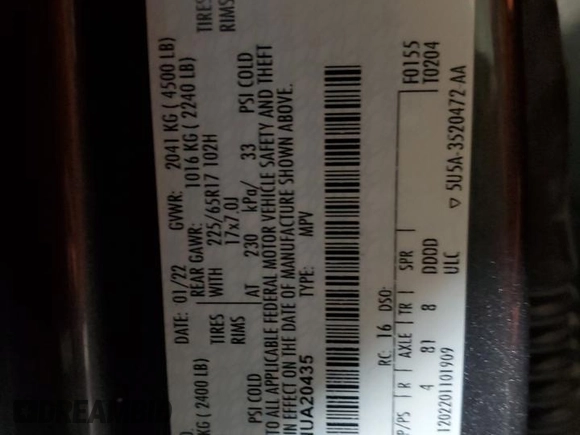 TIRES
RIMS
DATE: 01/22 GVWR: 2041 KG ( 4500 LB)
REAR GAWR: 1016 KG ( 2240 LB)
TIRES WITH 225/65R17 102H
RIMS 17x7.0J
KG (2400 LB)
PSI COLD AT 230 kPa/ 33 PSI COLD
TO ALL APPLICABLE FEDERAL MOTOR VEHICLE SAFETY AND THEFT
IN EFFECT ON THE DATE OF MANUFACTURE SHOWN ABOVE.
NUA20435 TYPE: MPV
RC: 16 DSO: F0155
T0204
P/PS R AXLE TR SPR
4 81 8 DDOD
ULC
5U5A-3520472 AA
1202201101909